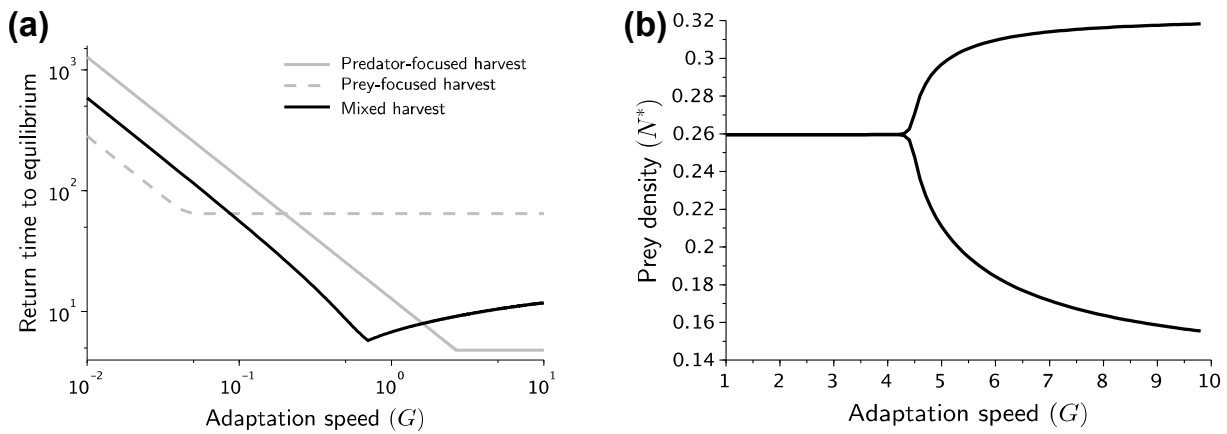 (a)
Return time to equilibrium
10³
10²
10¹
10⁻²
10⁻¹
10⁰
10¹
Adaptation speed (G)
Predator-focused harvest
Prey-focused harvest
Mixed harvest
(b)
Prey density (N*)
0.32
0.3
0.28
0.26
0.24
0.22
0.2
0.18
0.16
0.14
1 2 3 4 5 6 7 8 9 10
Adaptation speed (G)